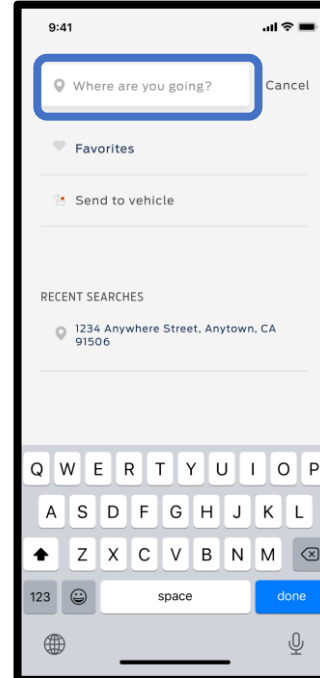 9:41
Where are you going?
Cancel
Favorites
Send to vehicle
RECENT SEARCHES
1234 Anywhere Street, Anytown, CA
91506
Q W E R T Y U I O P
A S D F G H J K L
Z X C V B N M
123 space done